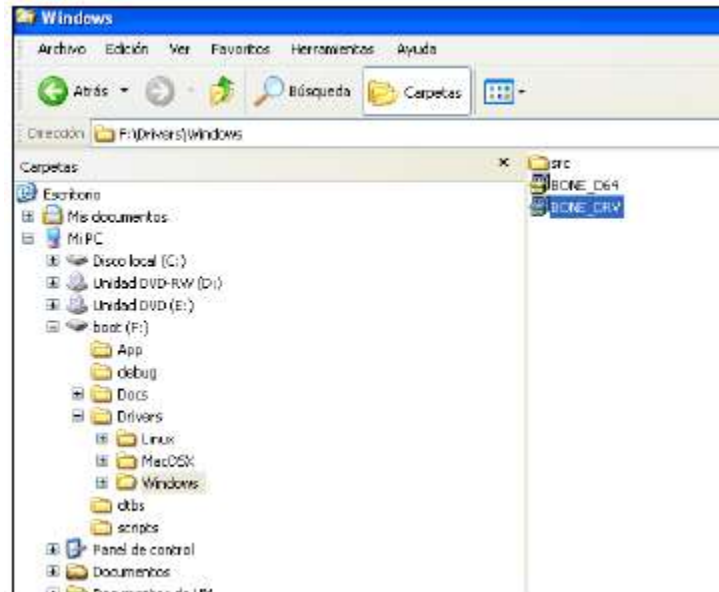 Windows
Archivo Edición Ver Favoritos Herramientas Ayuda
Atrás Búsqueda Carpetas
Dirección F:\Drivers\Windows
Carpetas
Escritorio
Mis documentos
Mi PC
Disco local (C:)
Unidad DVD-RW (D:)
Unidad DVD (E:)
boot (F:)
App
debug
Docs
Drivers
Linux
MacOSX
Windows
dtbs
scripts
Panel de control
Documentos
src
BONE_D64
BONE_DRV